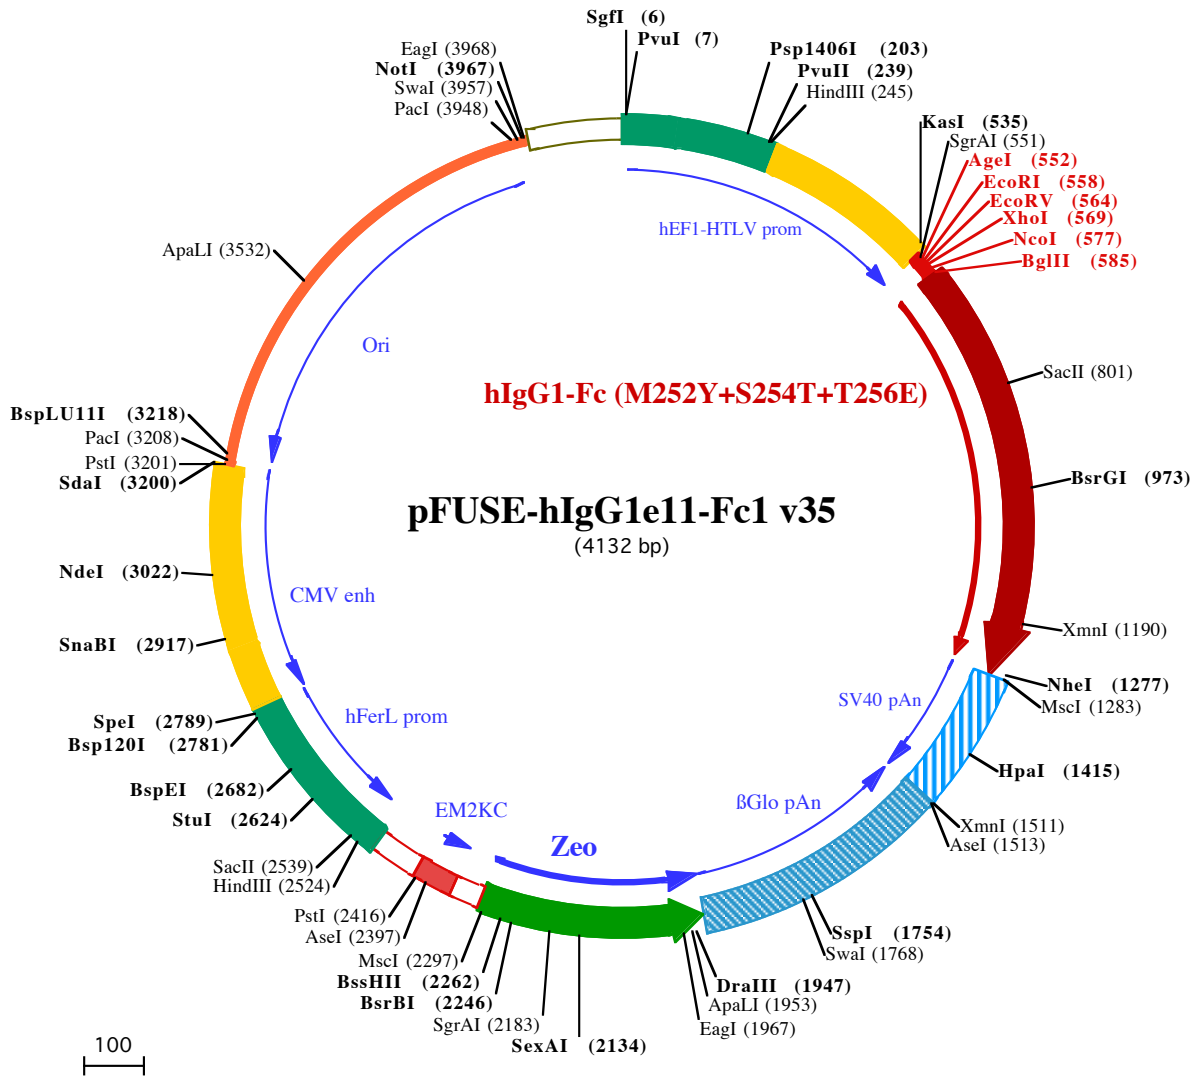 SgfI (6)
PvuI (7)
EagI (3968)
NotI (3967)
SwaI (3957)
PacI (3948)
Psp1406I (203)
PvuII (239)
HindIII (245)
KasI (535)
SgrAI (551)
AgeI (552)
EcoRI (558)
EcoRV (564)
XhoI (569)
NcoI (577)
BglII (585)
hEF1-HTLV prom
ApaLI (3532)
Ori
SacII (801)
hIgG1-Fc (M252Y+S254T+T256E)
BspLU11I (3218)
PacI (3208)
PstI (3201)
SdaI (3200)
BsrGI (973)
pFUSE-hIgG1e11-Fc1 v35
(4132 bp)
NdeI (3022)
CMV enh
SnaBI (2917)
XmnI (1190)
NheI (1277)
MscI (1283)
SV40 pAn
SpeI (2789)
Bsp120I (2781)
hFerL prom
HpaI (1415)
BspEI (2682)
StuI (2624)
EM2KC
ßGlo pAn
Zeo
XmnI (1511)
AseI (1513)
SacII (2539)
HindIII (2524)
PstI (2416)
AseI (2397)
MscI (2297)
BssHII (2262)
BsrBI (2246)
SgrAI (2183)
SexAI (2134)
SspI (1754)
SwaI (1768)
DraIII (1947)
ApaLI (1953)
EagI (1967)
100